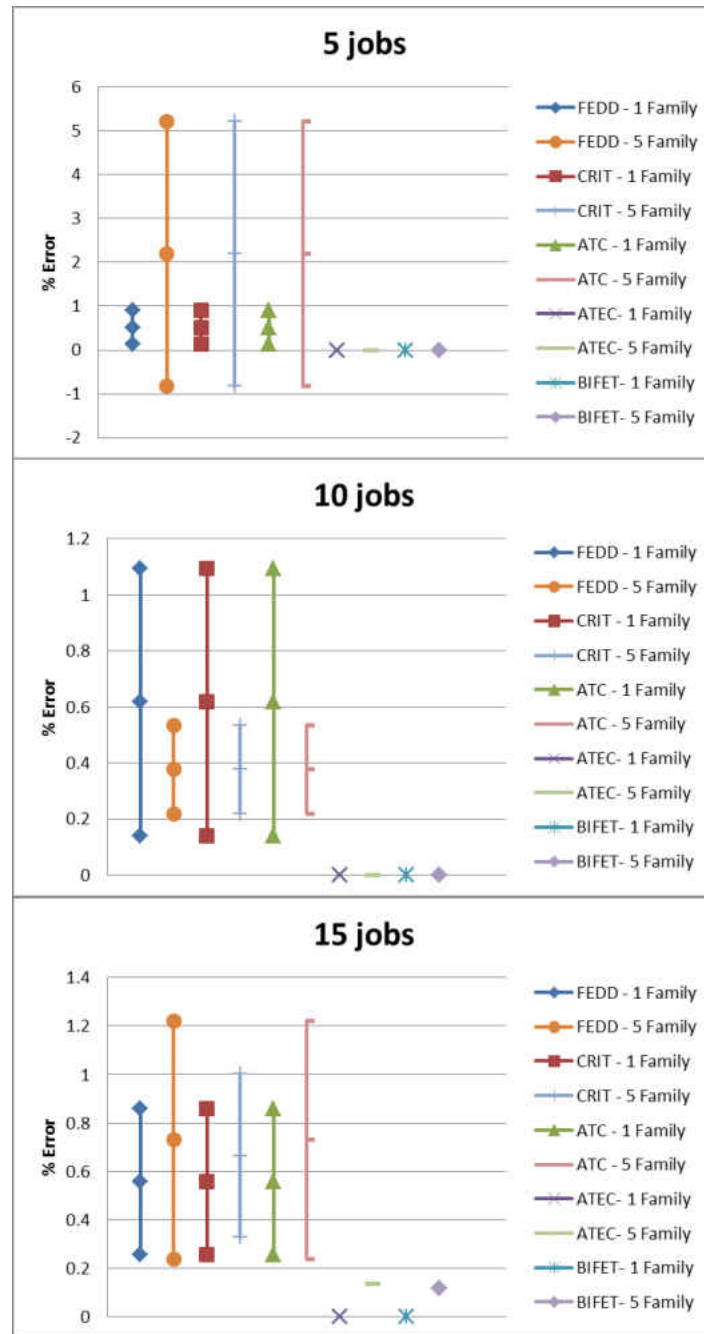 5 jobs
6
5
4
3
2
1
0
-1
-2
% Error
FEDD - 1 Family
FEDD - 5 Family
CRIT - 1 Family
CRIT - 5 Family
ATC - 1 Family
ATC - 5 Family
ATEC- 1 Family
ATEC- 5 Family
BIFET- 1 Family
BIFET- 5 Family
10 jobs
1.2
1
0.8
0.6
0.4
0.2
0
% Error
FEDD - 1 Family
FEDD - 5 Family
CRIT - 1 Family
CRIT - 5 Family
ATC - 1 Family
ATC - 5 Family
ATEC- 1 Family
ATEC- 5 Family
BIFET- 1 Family
BIFET- 5 Family
15 jobs
1.4
1.2
1
0.8
0.6
0.4
0.2
0
% Error
FEDD - 1 Family
FEDD - 5 Family
CRIT - 1 Family
CRIT - 5 Family
ATC - 1 Family
ATC - 5 Family
ATEC- 1 Family
ATEC- 5 Family
BIFET- 1 Family
BIFET- 5 Family